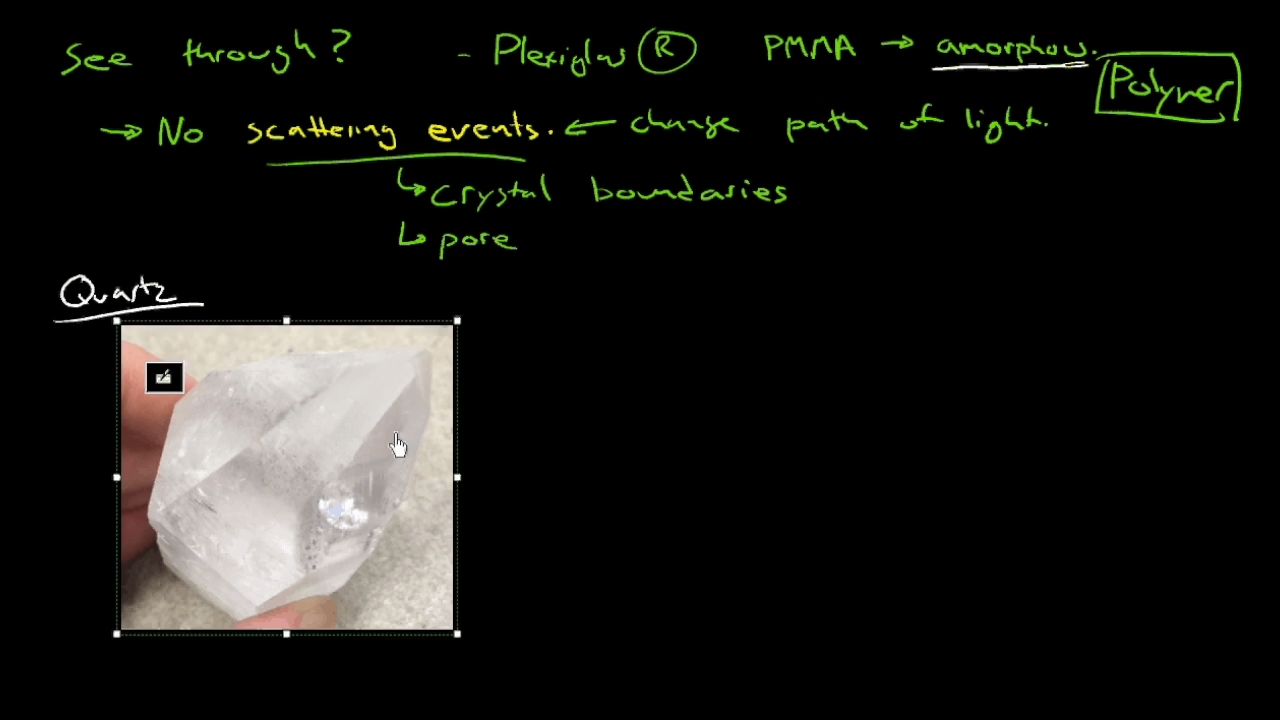 See through? - Plexiglas Ⓡ PMMA → amorphous.
Polymer
→ No scattering events. ← change path of light.
↳ crystal boundaries
↳ pore
Quartz